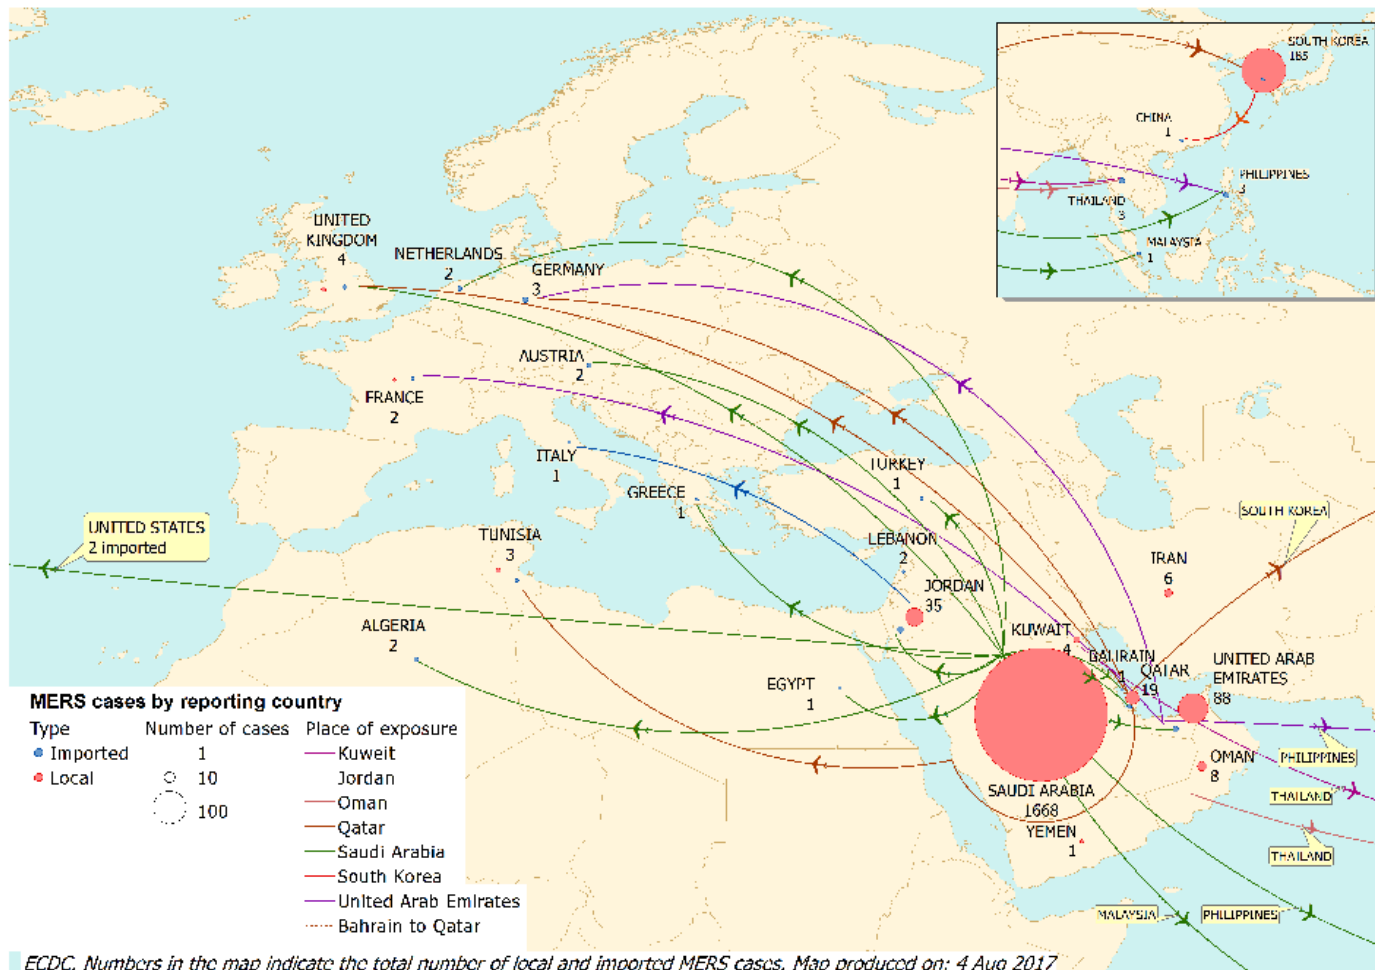 SOUTH KOREA
185
CHINA
1
PHILIPPINES
3
THAILAND
3
MALAYSIA
1
UNITED
KINGDOM
4
NETHERLANDS
2
GERMANY
3
AUSTRIA
2
FRANCE
2
ITALY
1
TURKEY
1
GREECE
1
UNITED STATES
2 imported
TUNISIA
3
LEBANON
2
SOUTH KOREA
IRAN
6
JORDAN
35
ALGERIA
2
KUWAIT
4
BAHRAIN
1
QATAR
19
UNITED ARAB
EMIRATES
88
EGYPT
1
PHILIPPINES
OMAN
8
THAILAND
SAUDI ARABIA
1668
YEMEN
1
THAILAND
MALAYSIA
PHILIPPINES
MERS cases by reporting country
Type
Imported
Local
Number of cases
1
10
100
Place of exposure
Kuweit
Jordan
Oman
Qatar
Saudi Arabia
South Korea
United Arab Emirates
Bahrain to Qatar
ECDC. Numbers in the map indicate the total number of local and imported MERS cases. Map produced on: 4 Aug 2017